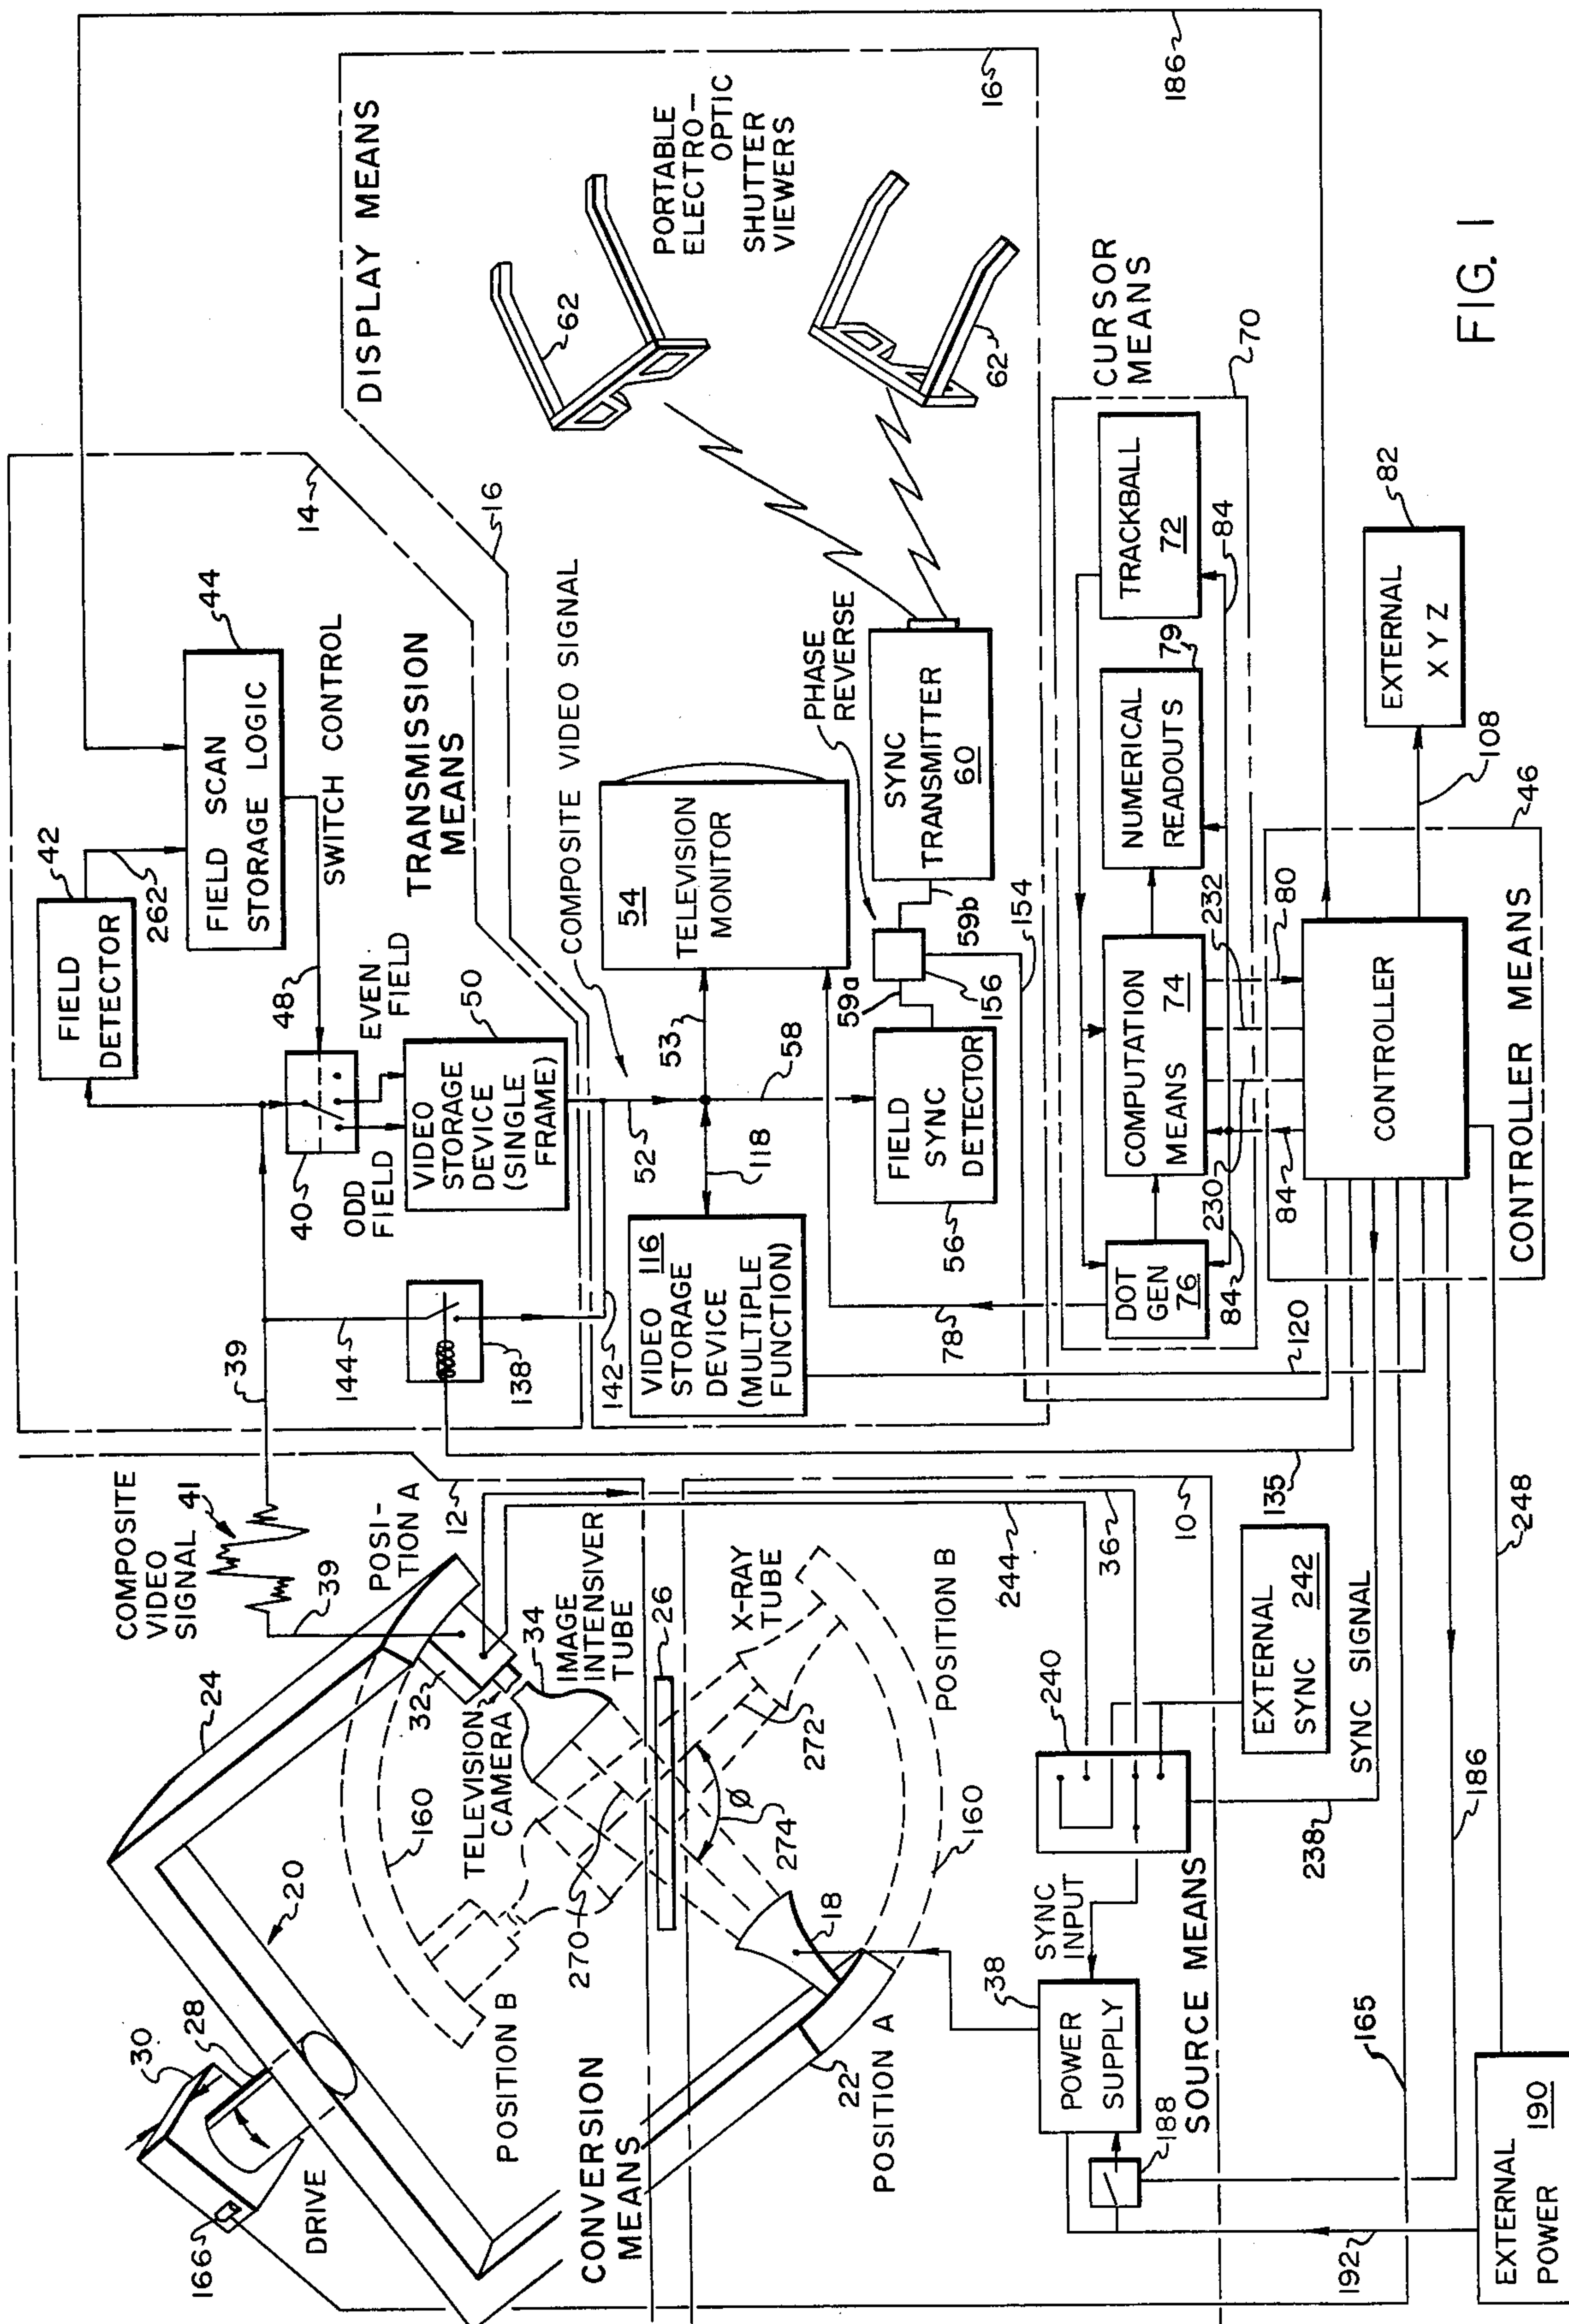 COMPOSITE
VIDEO
SIGNAL 41
39
39
24
20
30
28
166
DRIVE
160
POSITION B
POSI-
TION A
12
32
TELEVISION
CAMERA
34
IMAGE
INTENSIVER
TUBE
26
X-RAY
TUBE
270
272
274
Ø
36
244
10
160
POSITION B
18
22
POSITION A
CONVERSION
MEANS
38
POWER
SUPPLY
SYNC
INPUT
188
SOURCE MEANS
240
238
EXTERNAL
SYNC 242
SYNC SIGNAL
135
186
165
248
192
EXTERNAL
POWER 190
14
42
FIELD
DETECTOR
262
44
FIELD SCAN
STORAGE LOGIC
SWITCH CONTROL
48
40
ODD
FIELD
EVEN
FIELD
50
VIDEO
STORAGE
DEVICE
(SINGLE
FRAME)
144
138
142
TRANSMISSION
MEANS
16
DISPLAY MEANS
COMPOSITE VIDEO SIGNAL
52
53
118
58
54
TELEVISION
MONITOR
VIDEO 116
STORAGE
DEVICE
(MULTIPLE
FUNCTION)
FIELD
SYNC
DETECTOR
56
59a
59b
156
PHASE
REVERSE
SYNC
TRANSMITTER
60
PORTABLE
ELECTRO-
OPTIC
SHUTTER
VIEWERS
62
62
16
186
154
78
120
CURSOR
MEANS
70
DOT
GEN
76
COMPUTATION
MEANS 74
NUMERICAL
READOUTS
79
TRACKBALL
72
84
84
84
230
232
80
CONTROLLER
CONTROLLER MEANS
46
108
EXTERNAL
X Y Z
82
FIG. 1